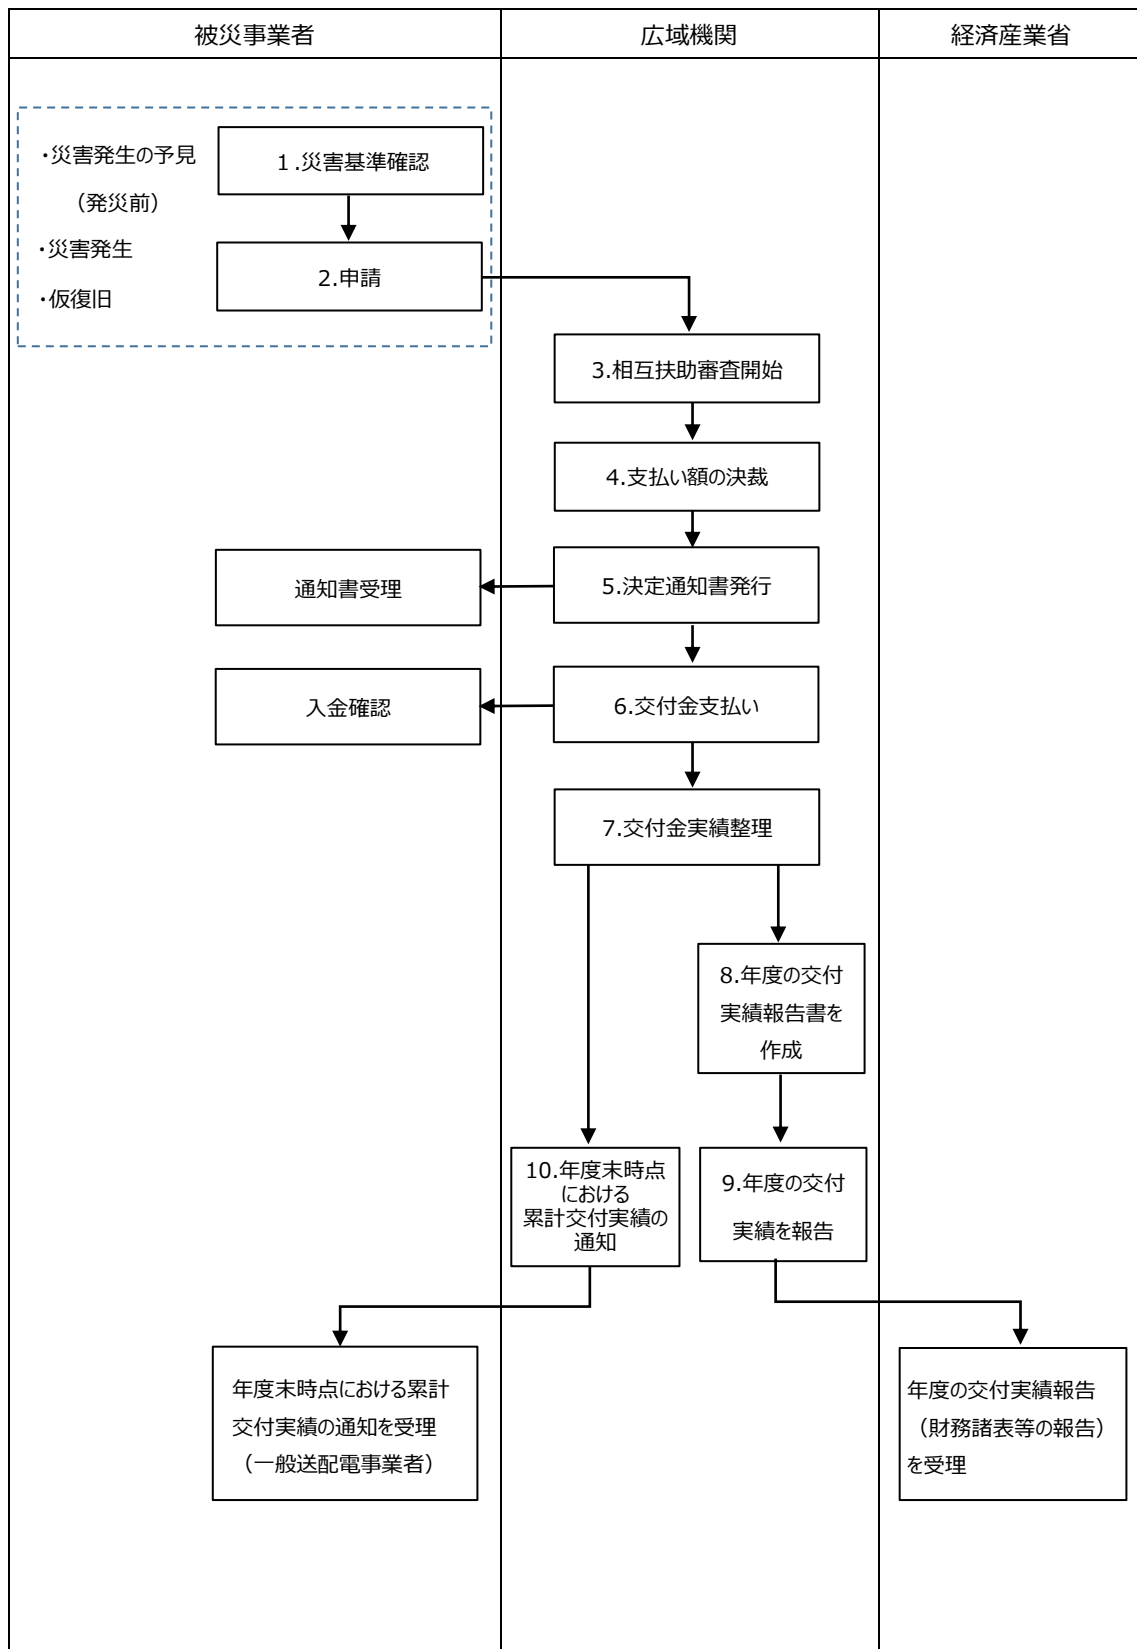 被災事業者
広域機関
経済産業省
・災害発生の予見
（発災前）
・災害発生
・仮復旧
１.災害基準確認
2.申請
3.相互扶助審査開始
4.支払い額の決裁
5.決定通知書発行
通知書受理
6.交付金支払い
入金確認
7.交付金実績整理
8.年度の交付
実績報告書を
作成
10.年度末時点
における
累計交付実績の
通知
9.年度の交付
実績を報告
年度末時点における累計
交付実績の通知を受理
（一般送配電事業者）
年度の交付実績報告
（財務諸表等の報告）
を受理